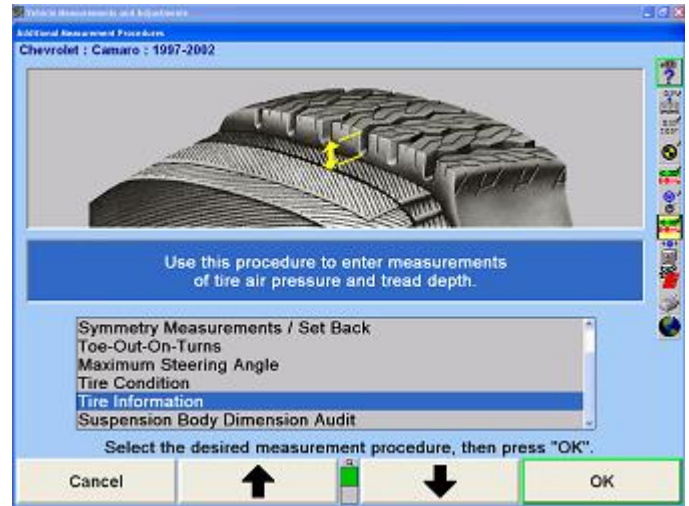 Vehicle Measurements and Adjustments
Additional Measurement Procedures
Chevrolet : Camaro : 1997-2002
Use this procedure to enter measurements
of tire air pressure and tread depth.
Symmetry Measurements / Set Back
Toe-Out-On-Turns
Maximum Steering Angle
Tire Condition
Tire Information
Suspension Body Dimension Audit
Select the desired measurement procedure, then press "OK".
Cancel
OK